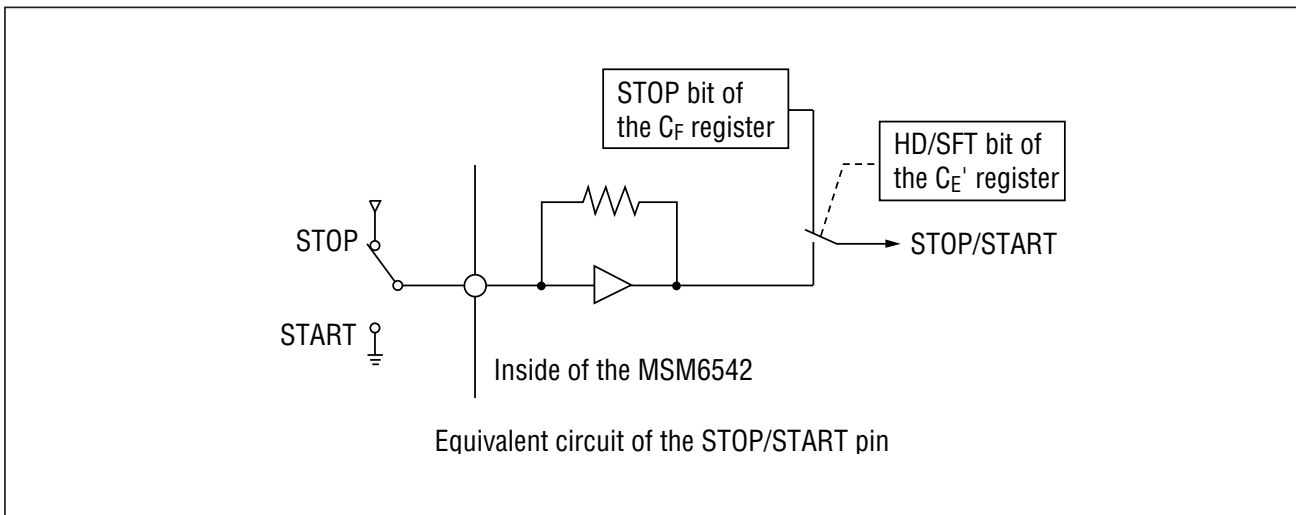 STOP bit of
the CF register
HD/SFT bit of
the CE' register
STOP
STOP/START
START
Inside of the MSM6542
Equivalent circuit of the STOP/START pin